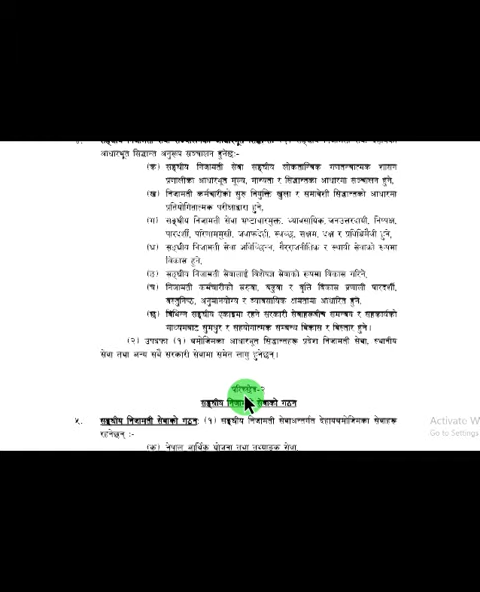 आधारभूत सिद्धान्त अनुरूप सञ्चालन हुनेछः-
(क) सङ्घीय निजामती सेवा सङ्घीय लोकतान्त्रिक गणतन्त्रात्मक शासन
प्रणालीका आधारभूत मूल्य, मान्यता र सिद्धान्तका आधारमा सञ्चालन हुने,
(ख) निजामती कर्मचारीको सुरु नियुक्ति खुला र समावेशी सिद्धान्तको आधारमा
प्रतियोगितात्मक परीक्षाद्वारा हुने,
(ग) सङ्घीय निजामती सेवा व्यावसायिक, जनउत्तरदायी, निष्पक्ष,
पारदर्शी, परिणाममुखी, जवाफदेही, स्वच्छ, सक्षम, दक्ष र प्रविधिमैत्री हुने,
(घ) सङ्घीय निजामती सेवा अविच्छिन्न, गैरराजनीतिक र स्थायी सेवाको रूपमा
विकास हुने,
(ङ) सङ्घीय निजामती सेवालाई विशेषज्ञ सेवाको रूपमा विकास गरिने,
(च) निजामती कर्मचारीको सरुवा, बढुवा र वृत्ति विकास प्रणाली पारदर्शी,
वस्तुनिष्ठ, अनुमानयोग्य र व्यावसायिक क्षमतामा आधारित हुने,
(छ) विभिन्न सङ्घीय एकाइमा रहने सरकारी सेवाहरूबीच समन्वय र सहकार्यको
माध्यमबाट सुमधुर र सहयोगात्मक सम्बन्ध विकास र विस्तार हुने।
(२) उपदफा (१) बमोजिमका आधारभूत सिद्धान्तहरू प्रदेश निजामती सेवा, स्थानीय
सेवा तथा अन्य सबै सरकारी सेवामा समेत लागू हुनेछन्।
परिच्छेद-२
सङ्घीय निजामती सेवाको गठन
५. सङ्घीय निजामती सेवाको गठनः (१) सङ्घीय निजामती सेवाअन्तर्गत देहायबमोजिमका सेवाहरू
रहनेछन् :-
(क) नेपाल आर्थिक योजना तथा तथ्याङ्क सेवा,
Activate W
Go to Settings